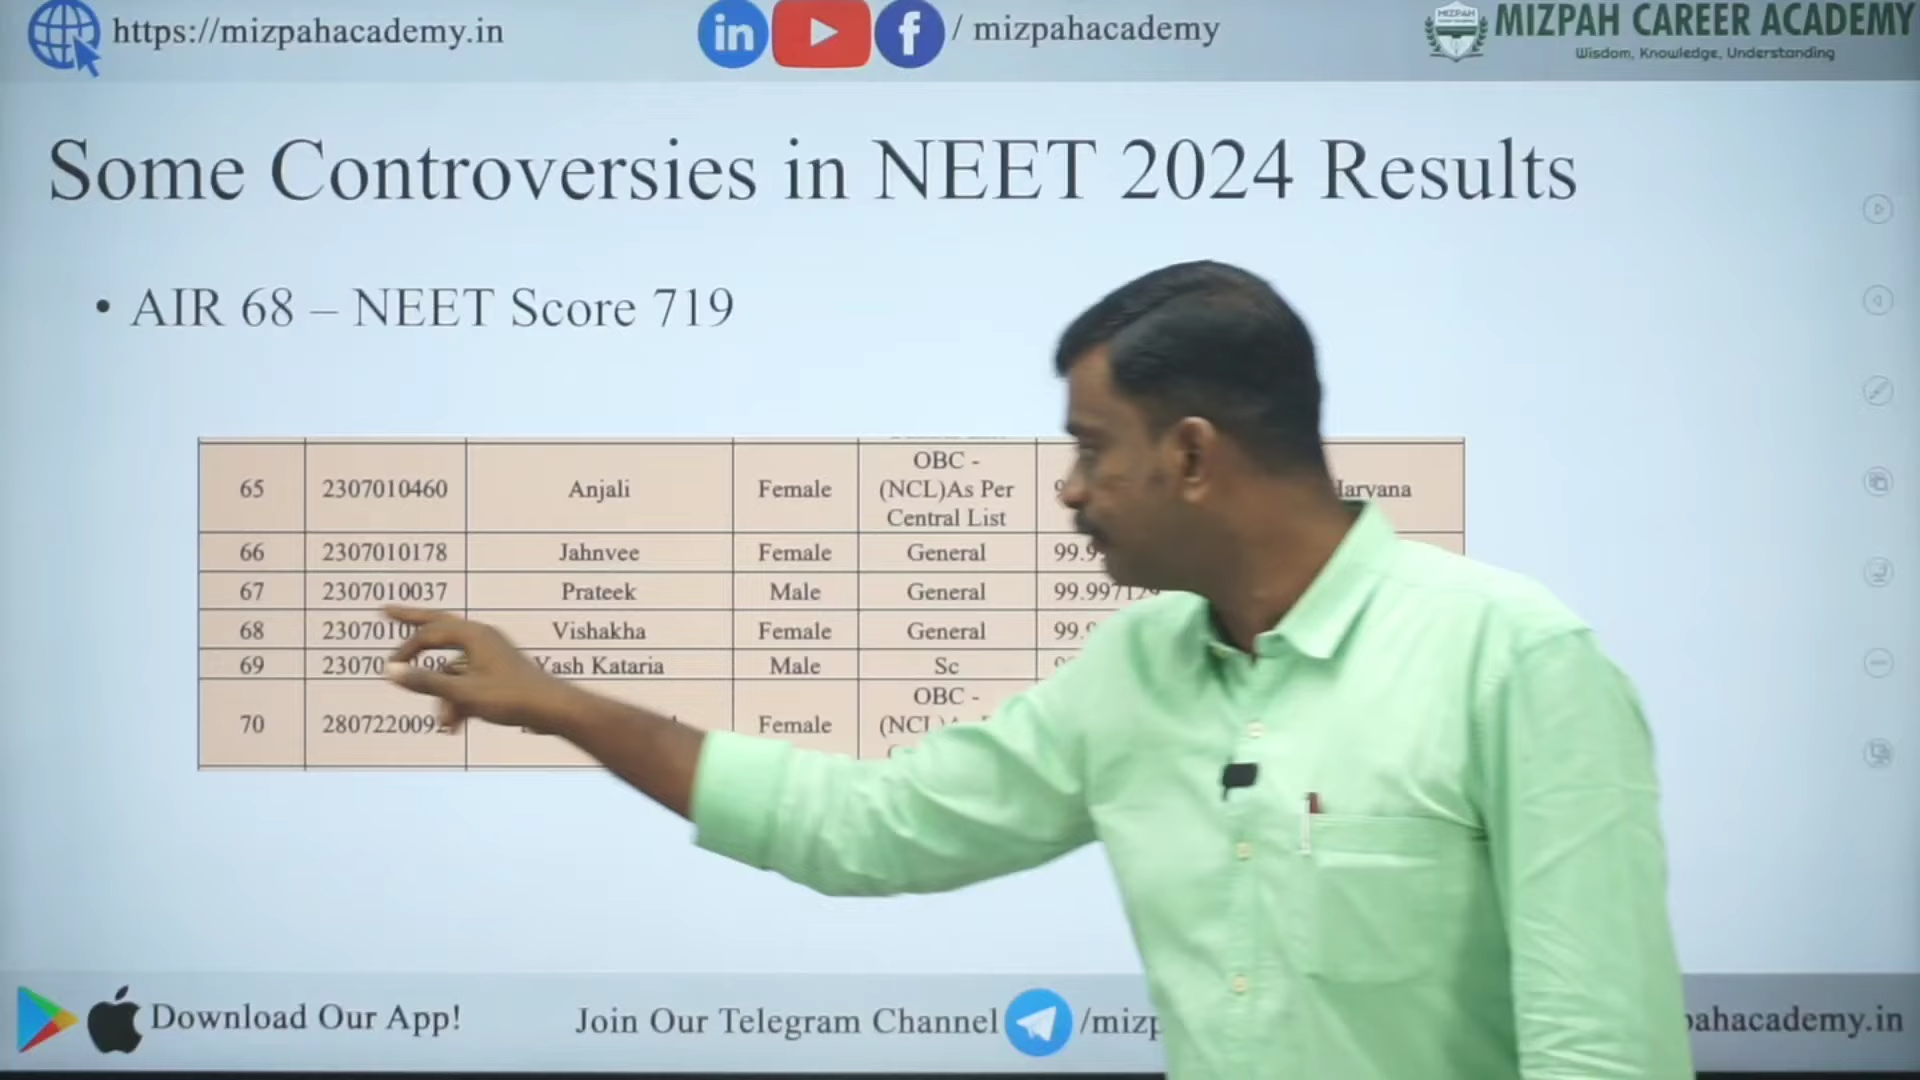 https://mizpahacademy.in
in f / mizpahacademy
MIZPAH
MIZPAH CAREER ACADEMY
Wisdom, Knowledge, Understanding
Some Controversies in NEET 2024 Results
• AIR 68 – NEET Score 719
65 2307010460 Anjali Female OBC - (NCL)As Per Central List Haryana
66 2307010178 Jahnvee Female General
67 2307010037 Prateek Male General
68 Vishakha Female General
69 Yash Kataria Male Sc
70 2807220092 Female OBC -
Download Our App!
Join Our Telegram Channel